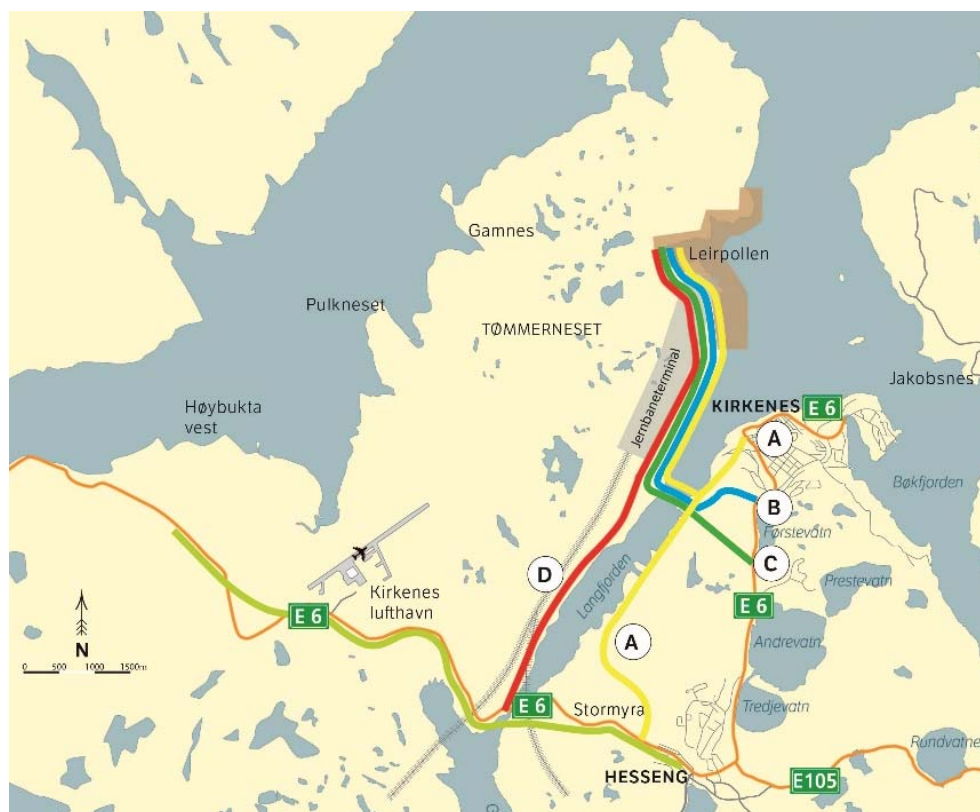 Gamnes
Leirpollen
Pulkneset
TØMMERNESET
Jernbaneterminal
Jakobsnes
KIRKENES
E 6
Høybukta
vest
A
Bøkfjorden
B
Førstevatn
D
C
Langfjorden
Prestevatn
Kirkenes
lufthavn
E 6
E 6
N
0 500 1000 1500m
A
Andrevatn
E 6
Stormyra
Tredjevatn
Rundvatne
HESSENG
E105